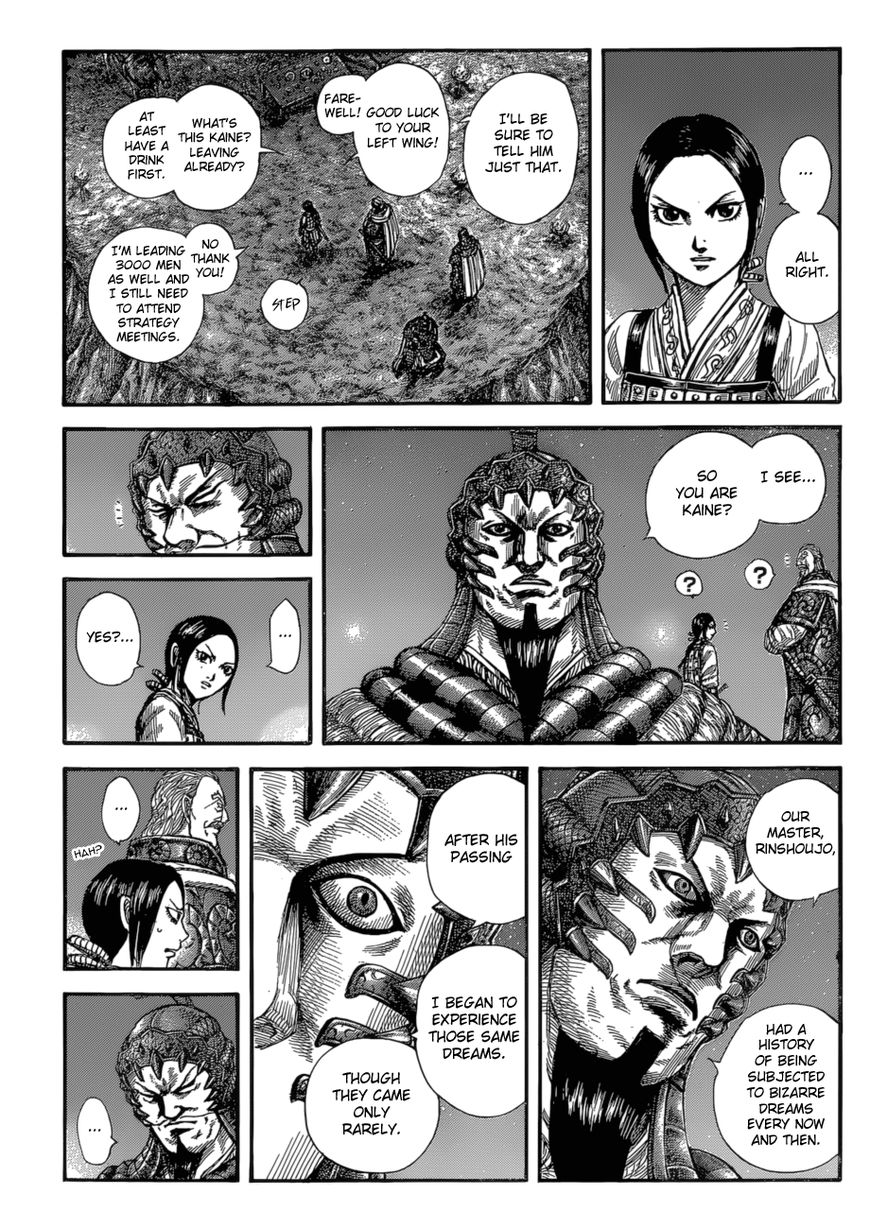 ...
ALL
RIGHT.
I'LL BE
SURE TO
TELL HIM
JUST THAT.
FARE-
WELL! GOOD LUCK
TO YOUR
LEFT WING!
WHAT'S
THIS KAINE?
LEAVING
ALREADY?
AT
LEAST
HAVE A
DRINK
FIRST.
NO
THANK
YOU!
I'M LEADING
3000 MEN
AS WELL AND
I STILL NEED
TO ATTEND
STRATEGY
MEETINGS.
STEP
I SEE...
SO
YOU ARE
KAINE?
?
?
...
YES?...
OUR
MASTER,
RINSHOUJO,
HAD A
HISTORY
OF BEING
SUBJECTED
TO BIZARRE
DREAMS
EVERY NOW
AND THEN.
AFTER HIS
PASSING
I BEGAN TO
EXPERIENCE
THOSE SAME
DREAMS.
THOUGH
THEY CAME
ONLY
RARELY.
...
HAH?
...